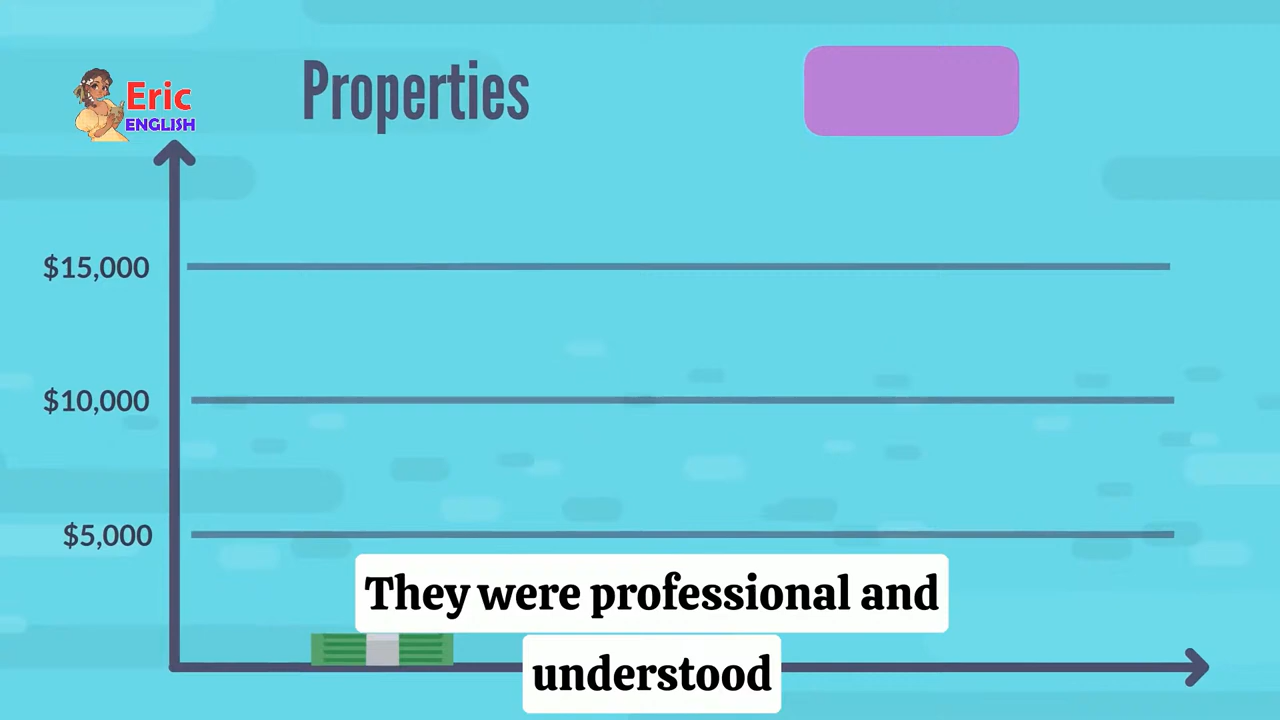 Properties
Eric
ENGLISH
$15,000
$10,000
$5,000
They were professional and
understood